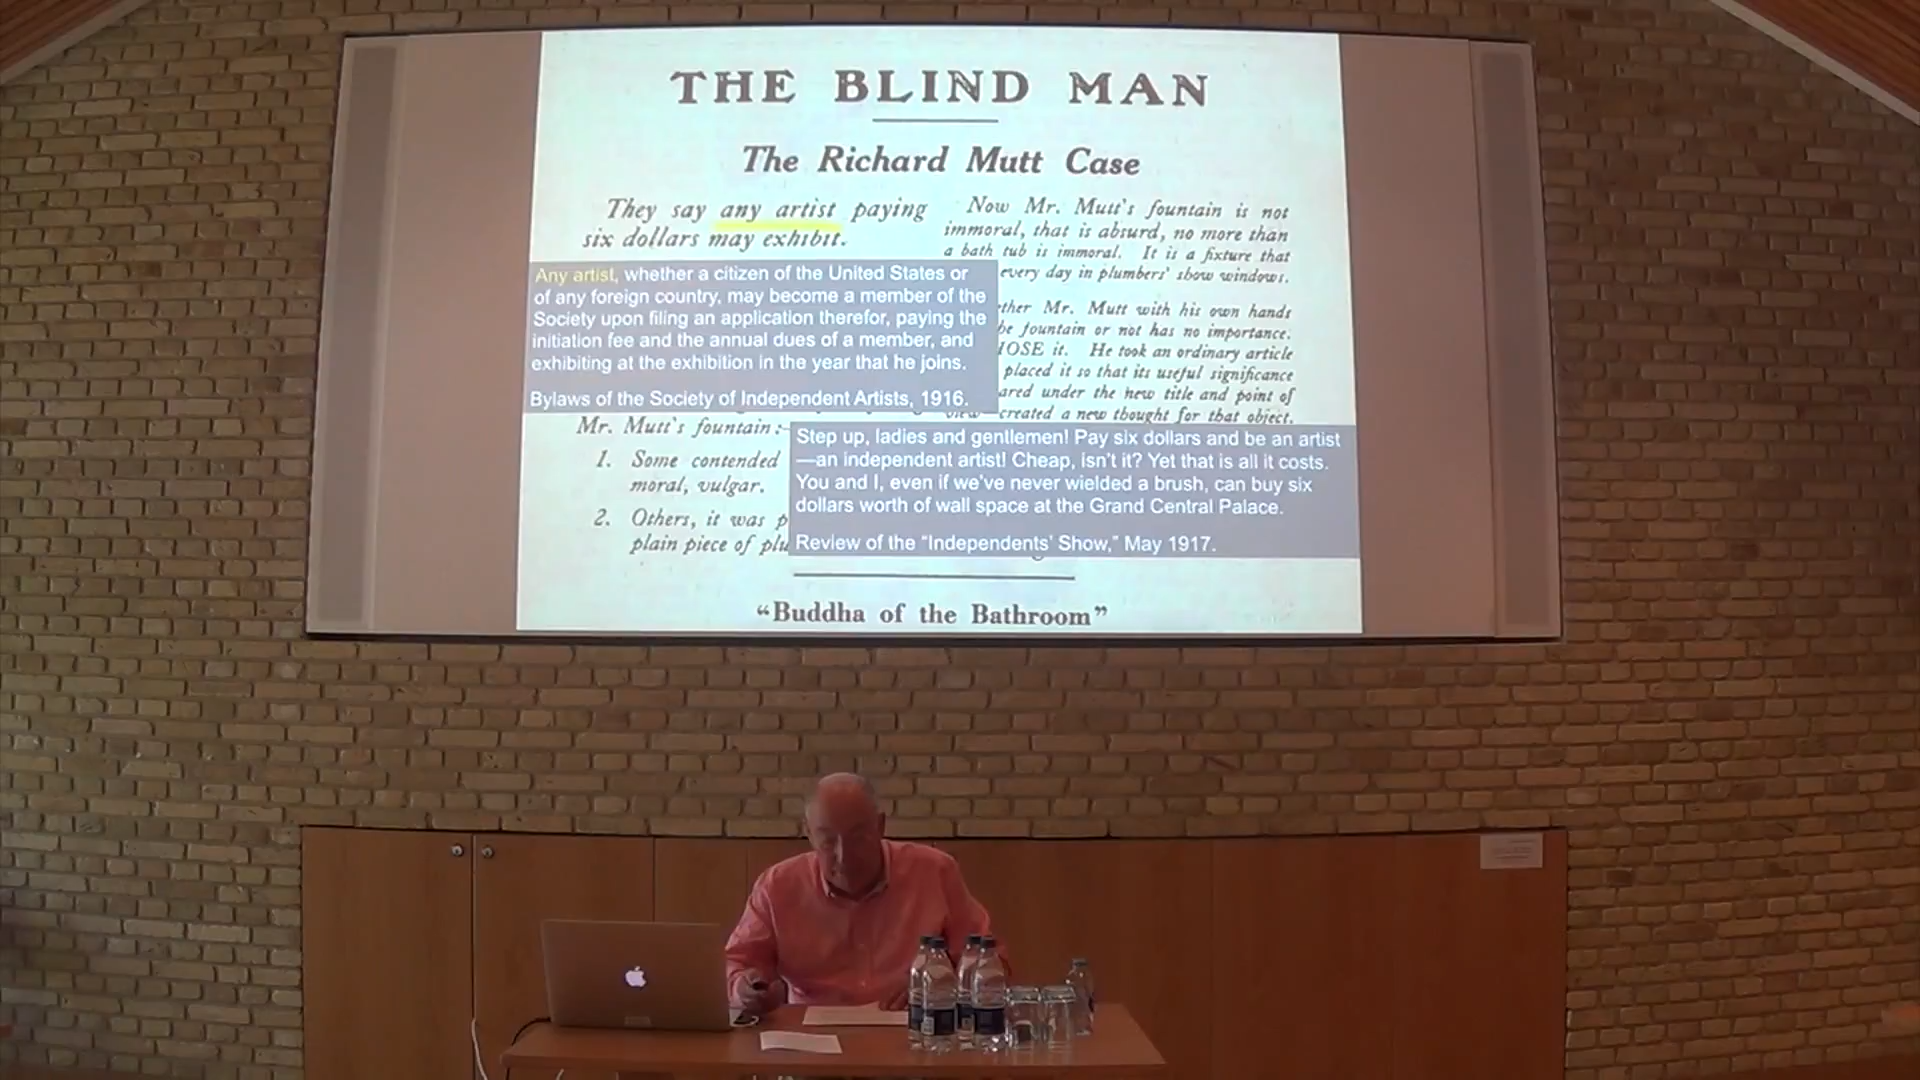 THE BLIND MAN
The Richard Mutt Case
They say any artist paying
six dollars may exhibit.
Any artist, whether a citizen of the United States or
of any foreign country, may become a member of the
Society upon filing an application therefor, paying the
initiation fee and the annual dues of a member, and
exhibiting at the exhibition in the year that he joins.
Bylaws of the Society of Independent Artists, 1916.
Mr. Mutt's fountain:—
1. Some contended
moral, vulgar.
2. Others, it was
plain piece of
Now Mr. Mutt's fountain is not
immoral, that is absurd, no more than
a bath tub is immoral. It is a fixture that
every day in plumbers' show windows.
Mr. Mutt with his own hands
fountain or not has no importance.
it. He took an ordinary article
placed it so that its useful significance
under the new title and point of
created a new thought for that object.
Step up, ladies and gentlemen! Pay six dollars and be an artist
—an independent artist! Cheap, isn't it? Yet that is all it costs.
You and I, even if we've never wielded a brush, can buy six
dollars worth of wall space at the Grand Central Palace.
Review of the "Independents' Show," May 1917.
"Buddha of the Bathroom"